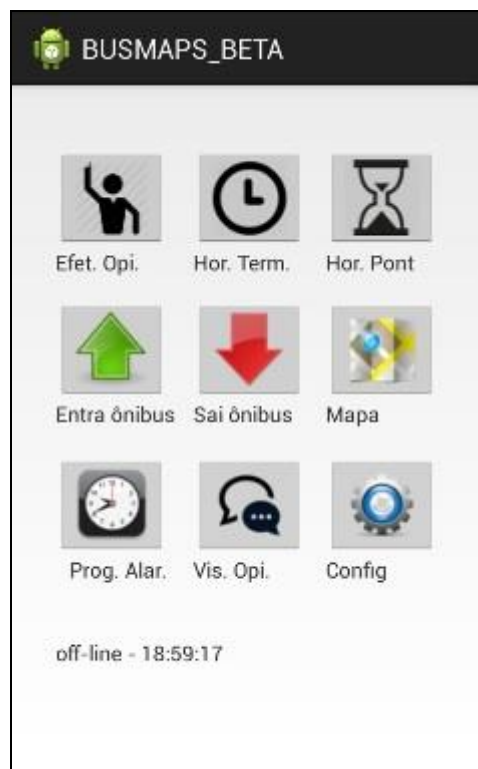 BUSMAPS_BETA
Efet. Opi. Hor. Term. Hor. Pont
Entra ônibus Sai ônibus Mapa
Prog. Alar. Vis. Opi. Config
off-line - 18:59:17